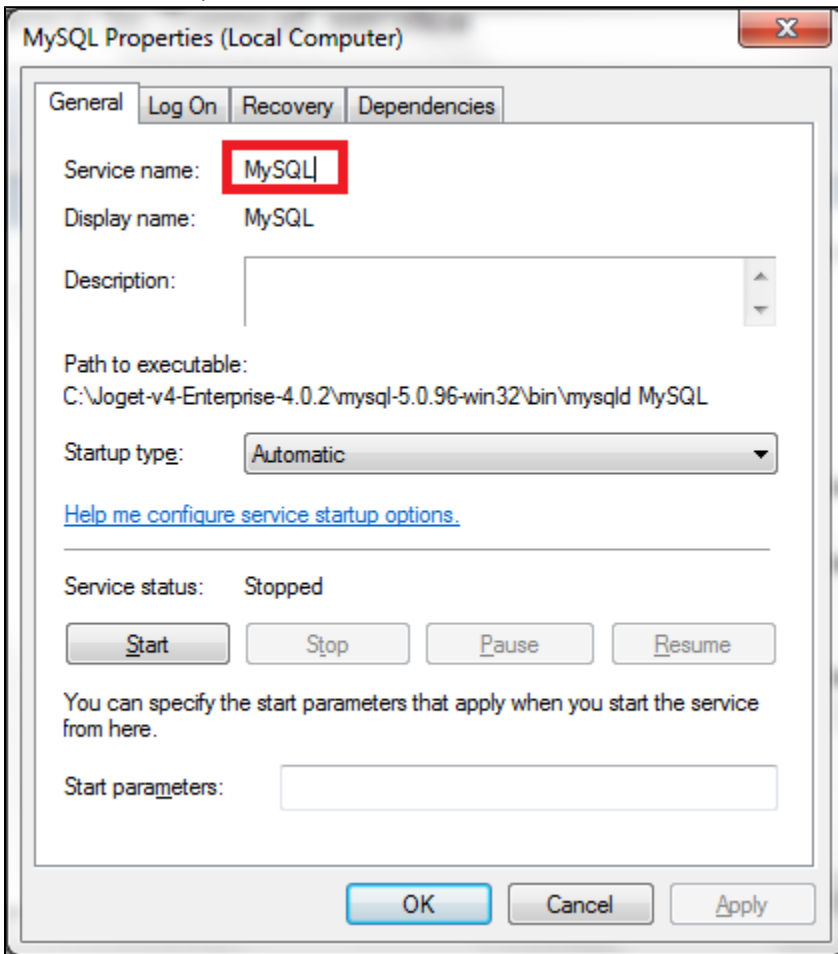 MySQL Properties (Local Computer)
General Log On Recovery Dependencies
Service name: MySQL
Display name: MySQL
Description:
Path to executable:
C:\Joget-v4-Enterprise-4.0.2\mysql-5.0.96-win32\bin\mysqld MySQL
Startup type: Automatic
Help me configure service startup options.
Service status: Stopped
Start Stop Pause Resume
You can specify the start parameters that apply when you start the service
from here.
Start parameters:
OK Cancel Apply